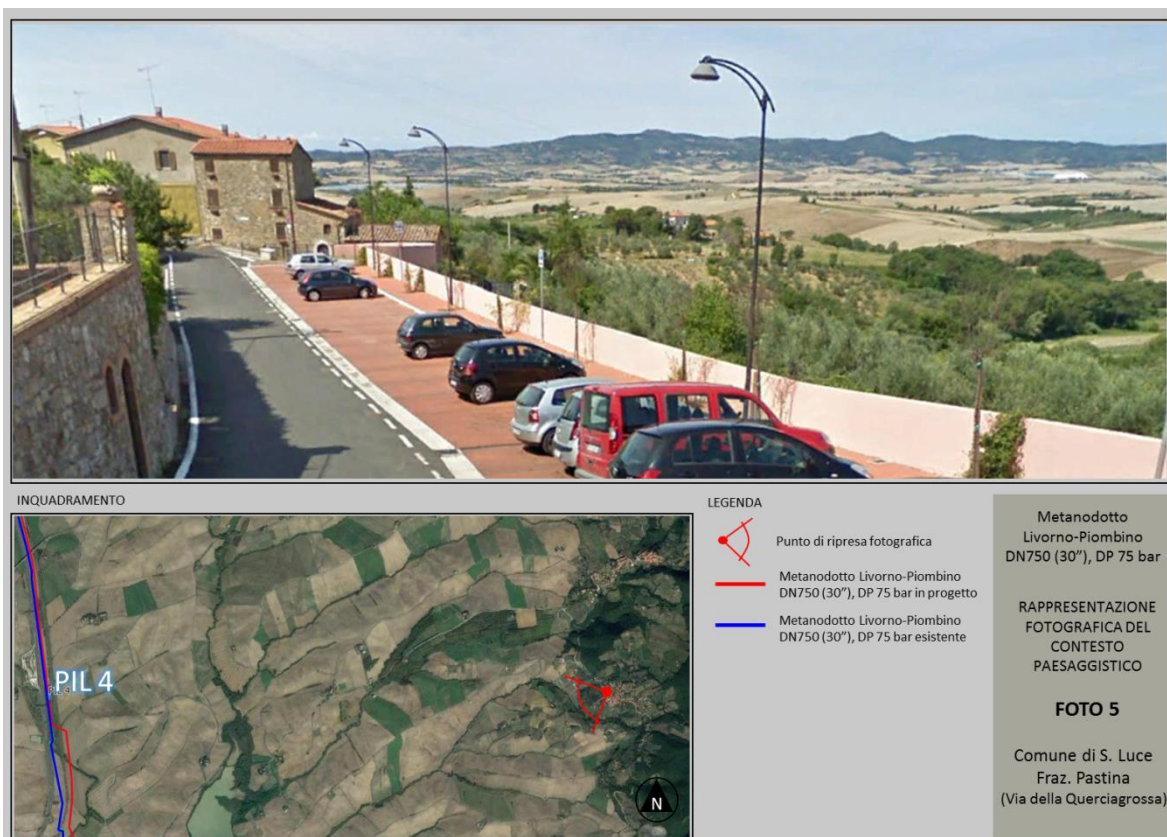 INQUADRAMENTO
PIL 4
PIL 4
N
LEGENDA
Punto di ripresa fotografica
Metanodotto Livorno-Piombino
DN750 (30”), DP 75 bar in progetto
Metanodotto Livorno-Piombino
DN750 (30”), DP 75 bar esistente
Metanodotto
Livorno-Piombino
DN750 (30”), DP 75 bar
RAPPRESENTAZIONE
FOTOGRAFICA DEL
CONTESTO
PAESAGGISTICO
FOTO 5
Comune di S. Luce
Fraz. Pastina
(Via della Querciagrossa)